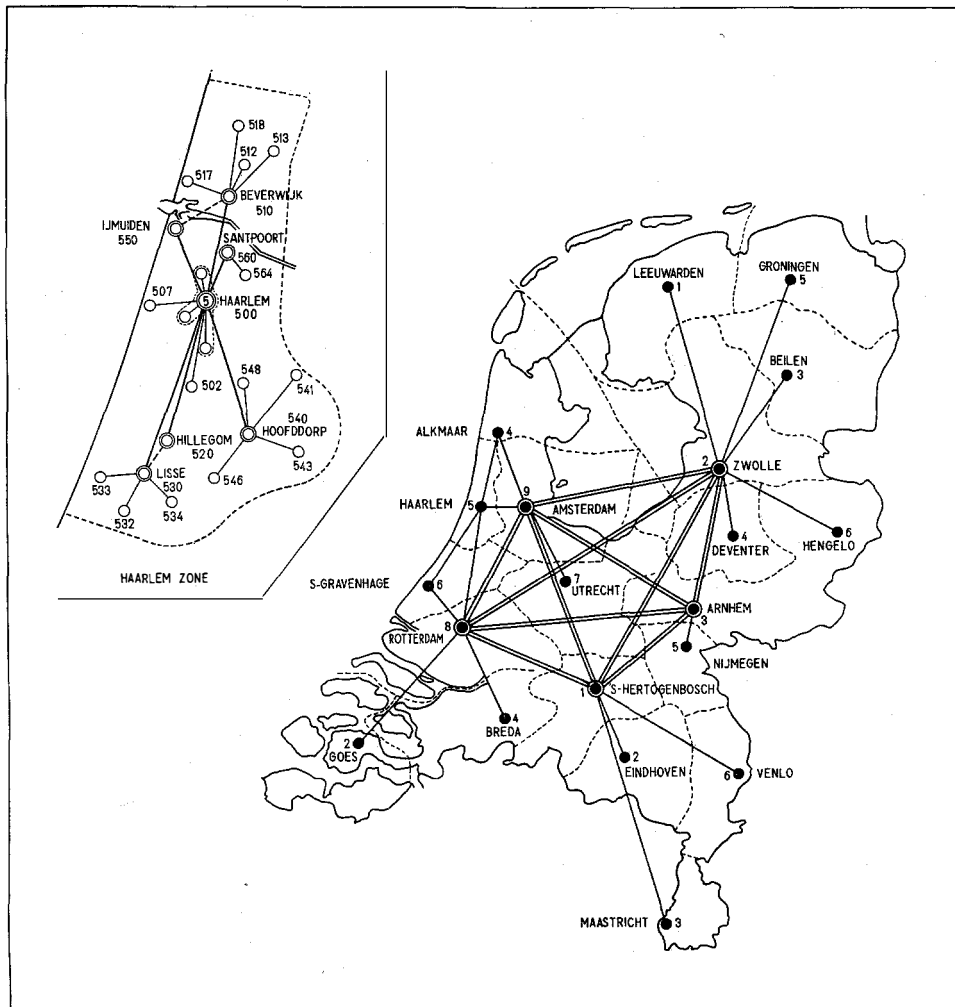 518
513
512
517
BEVERWIJK
510
IJMUIDEN
550
SANTPOORT
560
564
507
5
HAARLEM
500
548
502
541
540
HOOFDDORP
HILLEGOM
520
543
546
LISSE
530
533
534
532
HAARLEM ZONE
LEEUWARDEN
1
GRONINGEN
5
BEILEN
3
ALKMAAR
4
2
ZWOLLE
HAARLEM
5
9
AMSTERDAM
4
DEVENTER
6
HENGELO
S-GRAVENHAGE
6
7
UTRECHT
ARNHEM
3
8
ROTTERDAM
5
NIJMEGEN
1
S-HERTOGENBOSCH
4
BREDA
2
GOES
2
EINDHOVEN
6
VENLO
MAASTRICHT
3